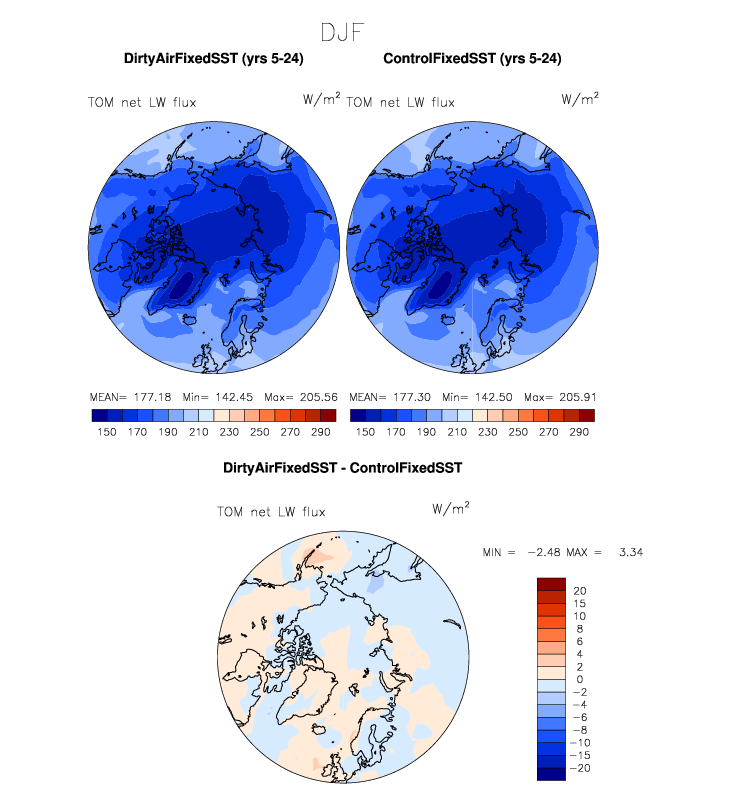 DJF
DirtyAirFixedSST (yrs 5-24) ControlFixedSST (yrs 5-24)
TOM net LW flux W/m² TOM net LW flux W/m²
MEAN= 177.18 Min= 142.45 Max= 205.56 MEAN= 177.30 Min= 142.50 Max= 205.91
150 170 190 210 230 250 270 290 150 170 190 210 230 250 270 290
DirtyAirFixedSST - ControlFixedSST
TOM net LW flux W/m²
MIN = −2.48 MAX = 3.34
20
15
10
8
6
4
2
0
−2
−4
−6
−8
−10
−15
−20